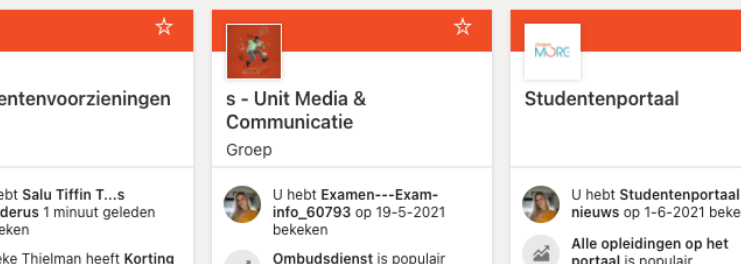 entenvoorzieningen
ebt Salu Tiffin T...s
derus 1 minuut geleden
eken
eke Thielman heeft Korting
s - Unit Media &
Communicatie
Groep
U hebt Examen---Exam-
info_60793 op 19-5-2021
bekeken
Ombudsdienst is populair
MORE
Studentenportaal
U hebt Studentenportaal
nieuws op 1-6-2021 beke
Alle opleidingen op het
portaal is populair